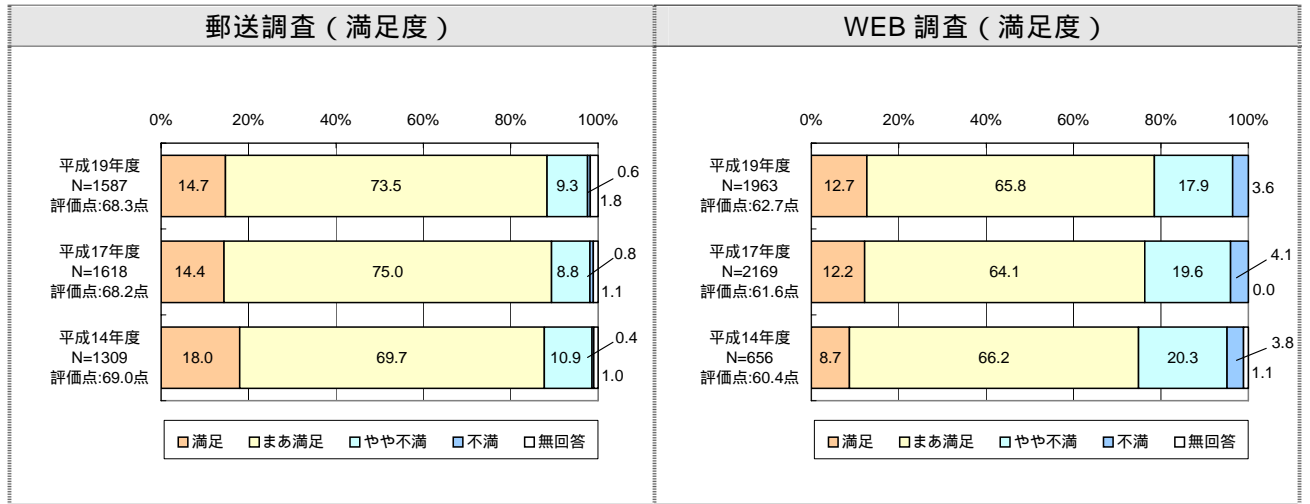 郵送調査（満足度）
0% 20% 40% 60% 80% 100%
平成19年度
N=1587
評価点:68.3点
14.7 73.5 9.3 0.6
1.8
平成17年度
N=1618
評価点:68.2点
14.4 75.0 8.8 0.8
1.1
平成14年度
N=1309
評価点:69.0点
18.0 69.7 10.9 0.4
1.0
満足 まあ満足 やや不満 不満 無回答
WEB 調査（満足度）
0% 20% 40% 60% 80% 100%
平成19年度
N=1963
評価点:62.7点
12.7 65.8 17.9 3.6
平成17年度
N=2169
評価点:61.6点
12.2 64.1 19.6 4.1
0.0
平成14年度
N=656
評価点:60.4点
8.7 66.2 20.3 3.8
1.1
満足 まあ満足 やや不満 不満 無回答